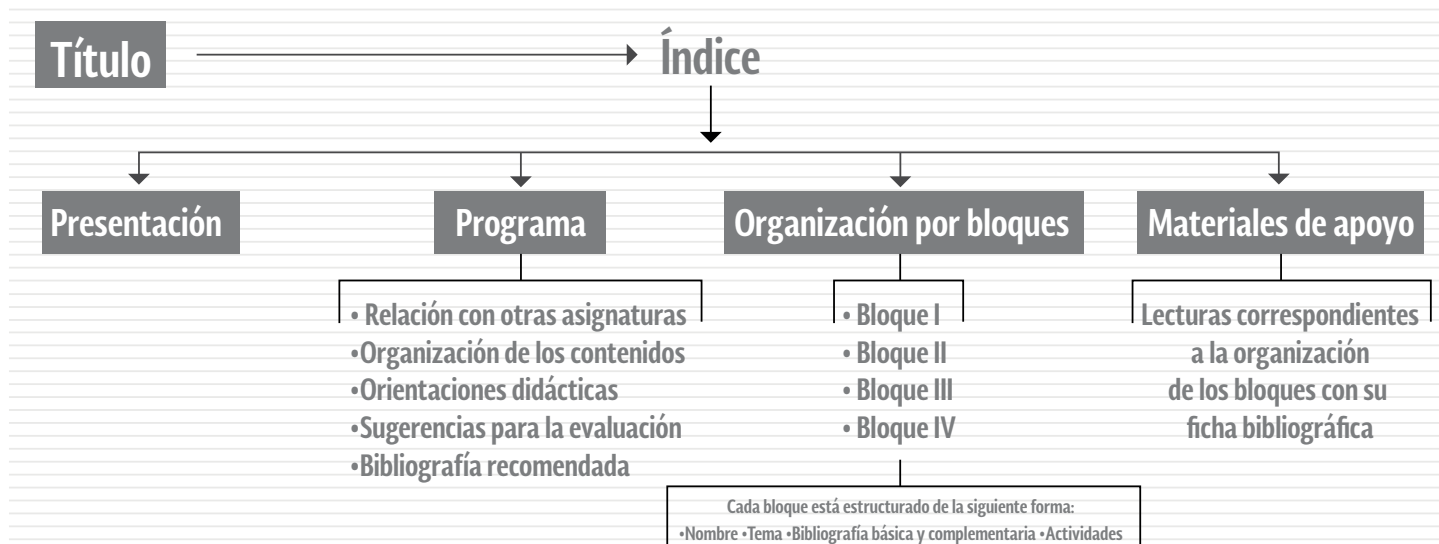 Título
Índice
Presentación
Programa
Organización por bloques
Materiales de apoyo
• Relación con otras asignaturas
•Organización de los contenidos
•Orientaciones didácticas
•Sugerencias para la evaluación
•Bibliografía recomendada
• Bloque I
• Bloque II
• Bloque III
• Bloque IV
Lecturas correspondientes
a la organización
de los bloques con su
ficha bibliográfica
Cada bloque está estructurado de la siguiente forma:
•Nombre •Tema •Bibliografía básica y complementaria •Actividades